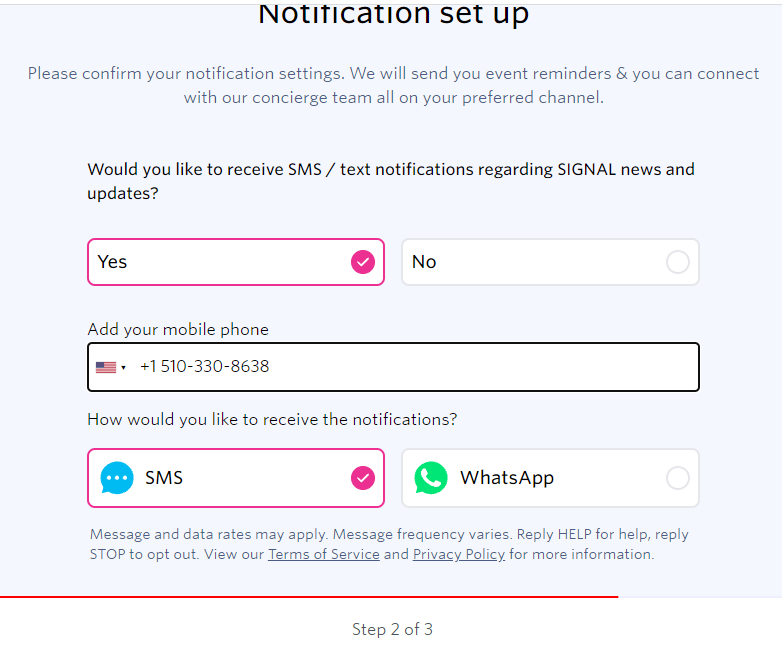 Notification set up
Please confirm your notification settings. We will send you event reminders & you can connect
with our concierge team all on your preferred channel.
Would you like to receive SMS / text notifications regarding SIGNAL news and
updates?
Yes
No
Add your mobile phone
+1 510-330-8638
How would you like to receive the notifications?
SMS
WhatsApp
Message and data rates may apply. Message frequency varies. Reply HELP for help, reply
STOP to opt out. View our Terms of Service and Privacy Policy for more information.
Step 2 of 3